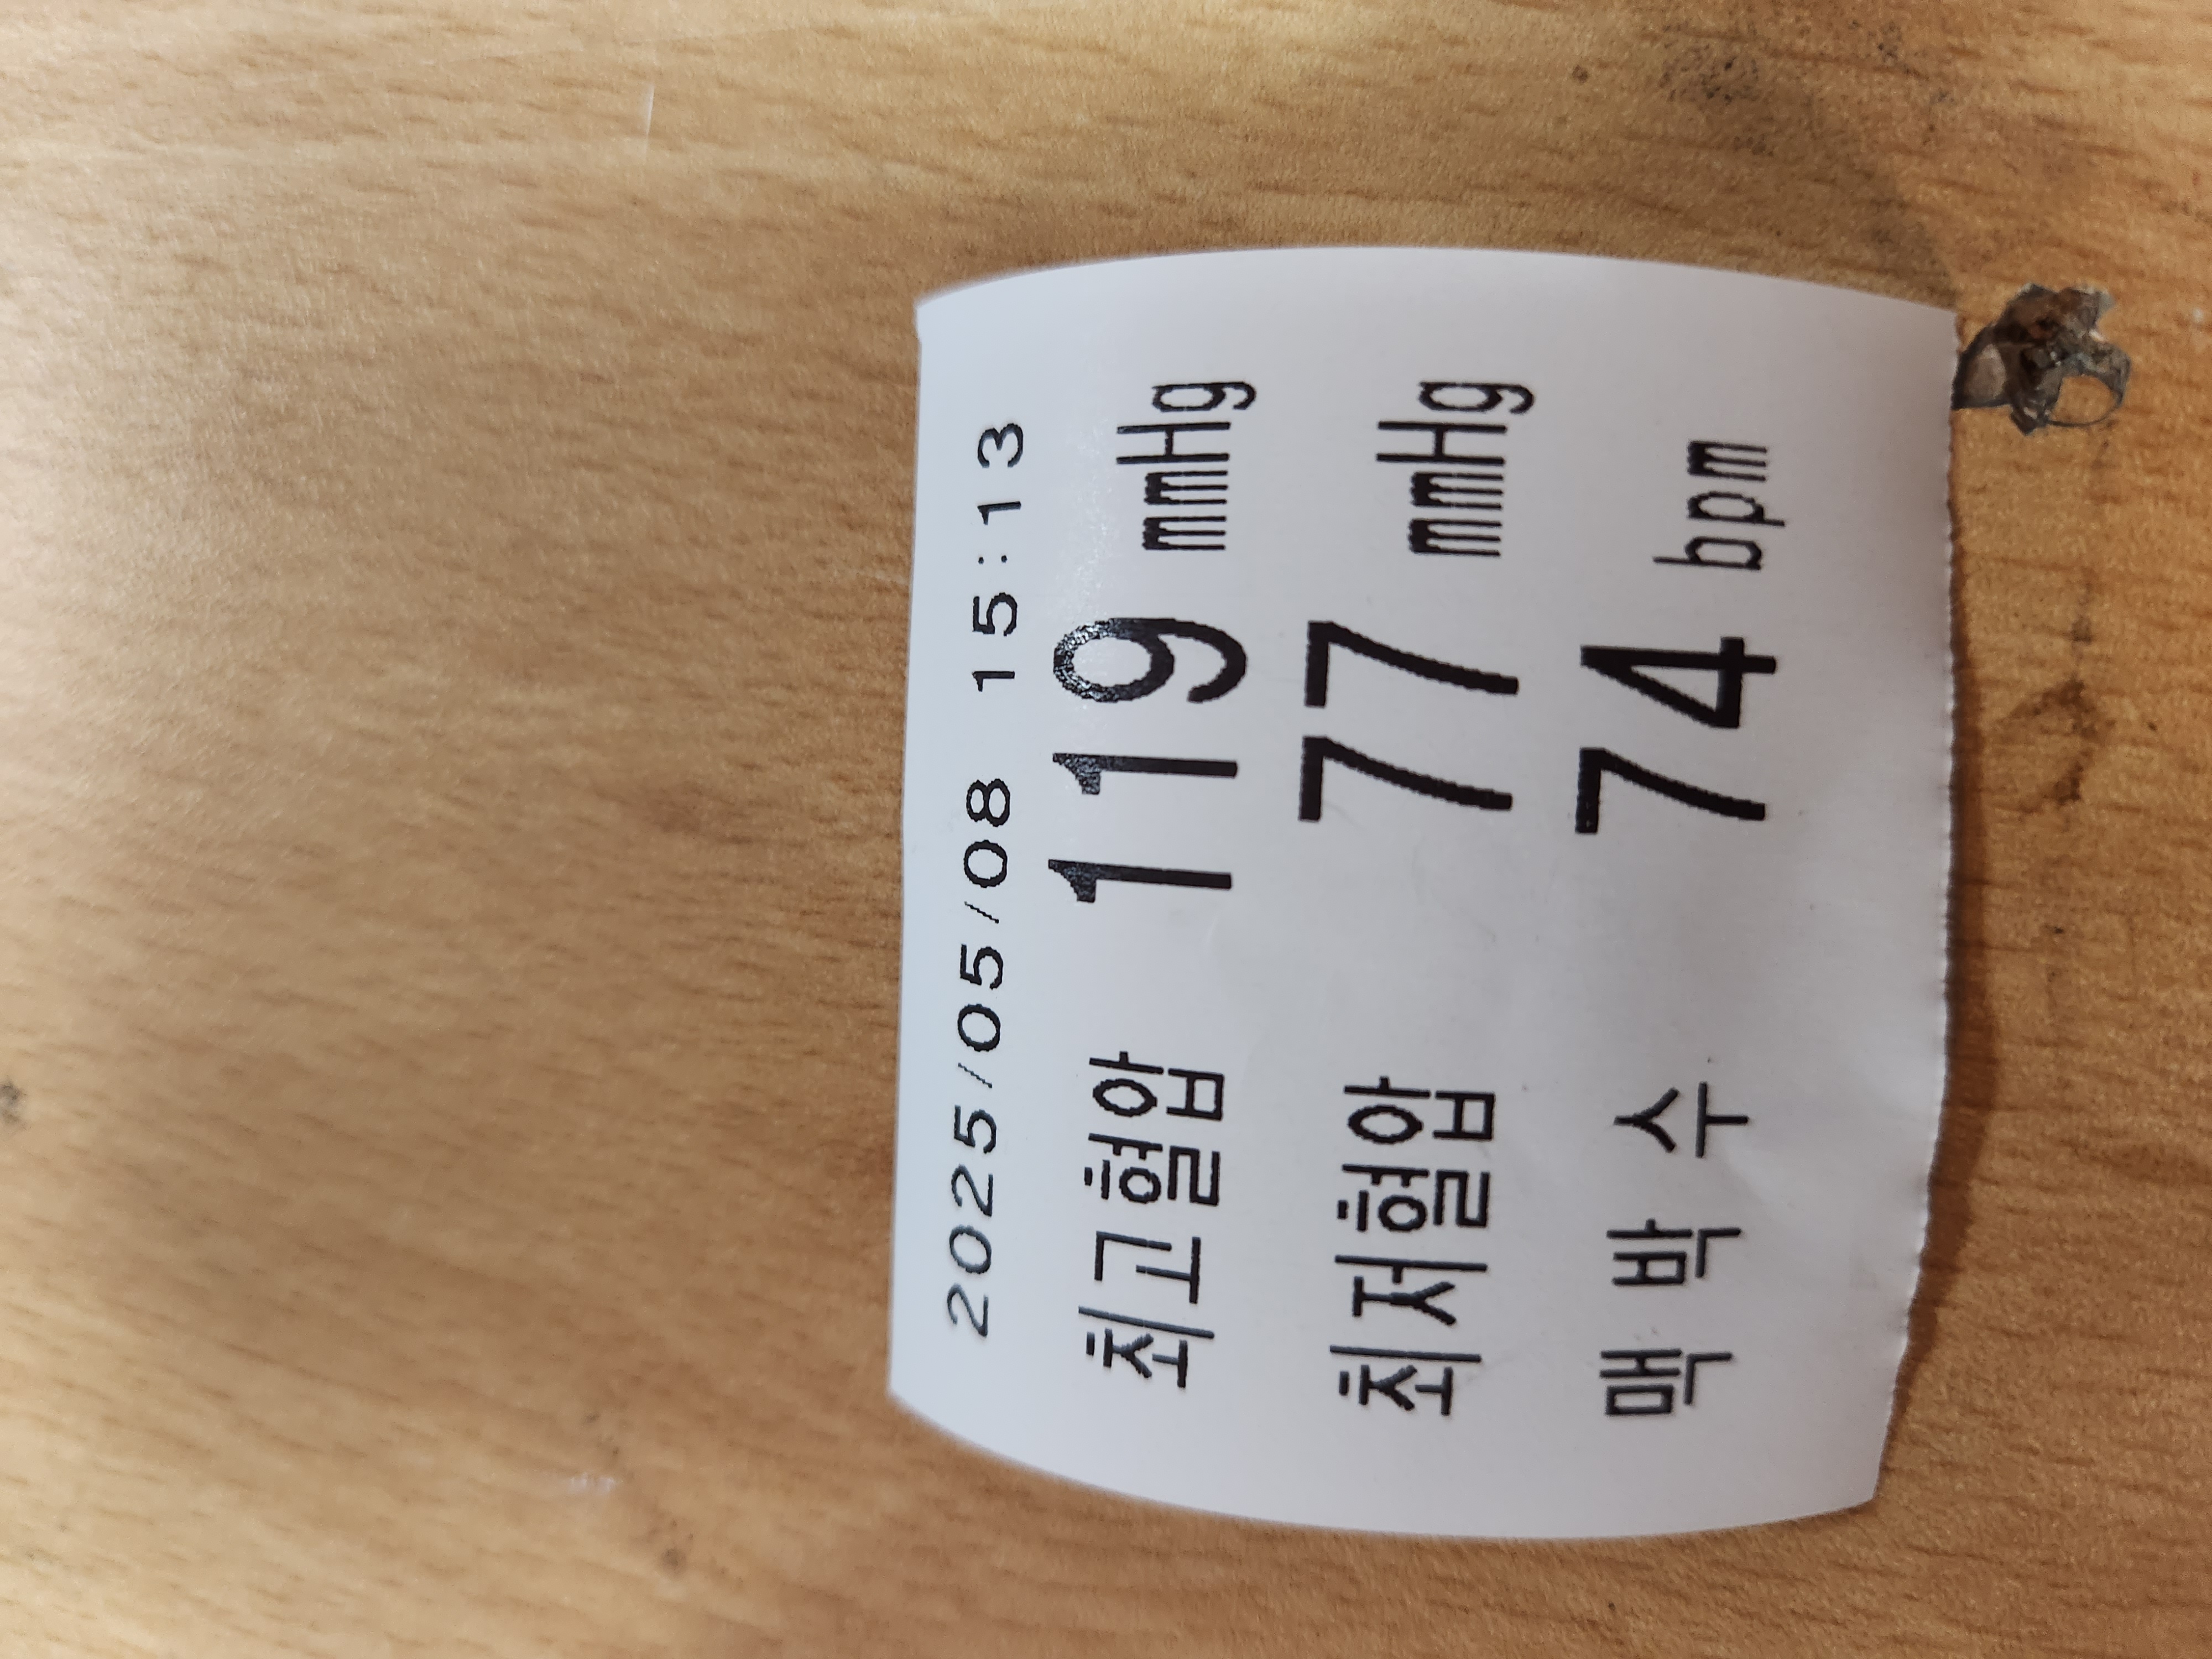 2025/05/08 15:13
최고혈압 119 mmHg
최저혈압 77 mmHg
맥 박 수 74 bpm